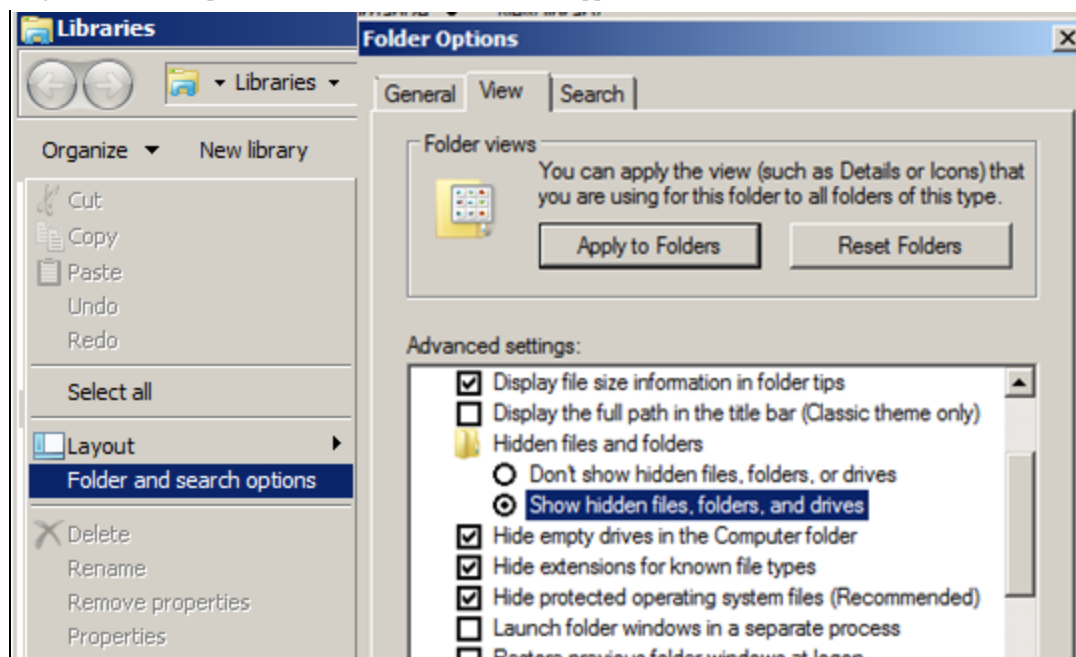 Libraries
Libraries
Organize
New library
Cut
Copy
Paste
Undo
Redo
Select all
Layout
Folder and search options
Delete
Rename
Remove properties
Properties
Folder Options
General
View
Search
Folder views
You can apply the view (such as Details or Icons) that
you are using for this folder to all folders of this type.
Apply to Folders
Reset Folders
Advanced settings:
Display file size information in folder tips
Display the full path in the title bar (Classic theme only)
Hidden files and folders
Don't show hidden files, folders, or drives
Show hidden files, folders, and drives
Hide empty drives in the Computer folder
Hide extensions for known file types
Hide protected operating system files (Recommended)
Launch folder windows in a separate process
Restore previous folder windows at logon